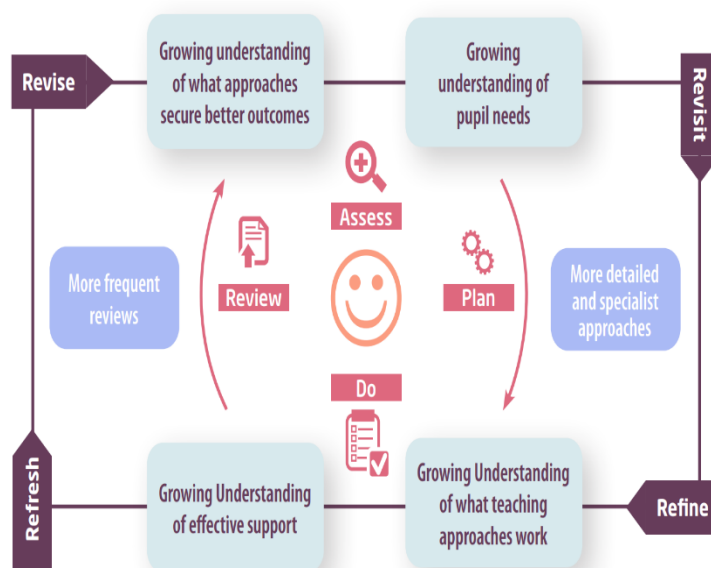 Revise
Growing understanding
of what approaches
secure better outcomes
Growing
understanding of
pupil needs
Revisit
Assess
More frequent
reviews
Review
Plan
More detailed
and specialist
approaches
Do
Refresh
Growing Understanding
of effective support
Growing Understanding
of what teaching
approaches work
Refine